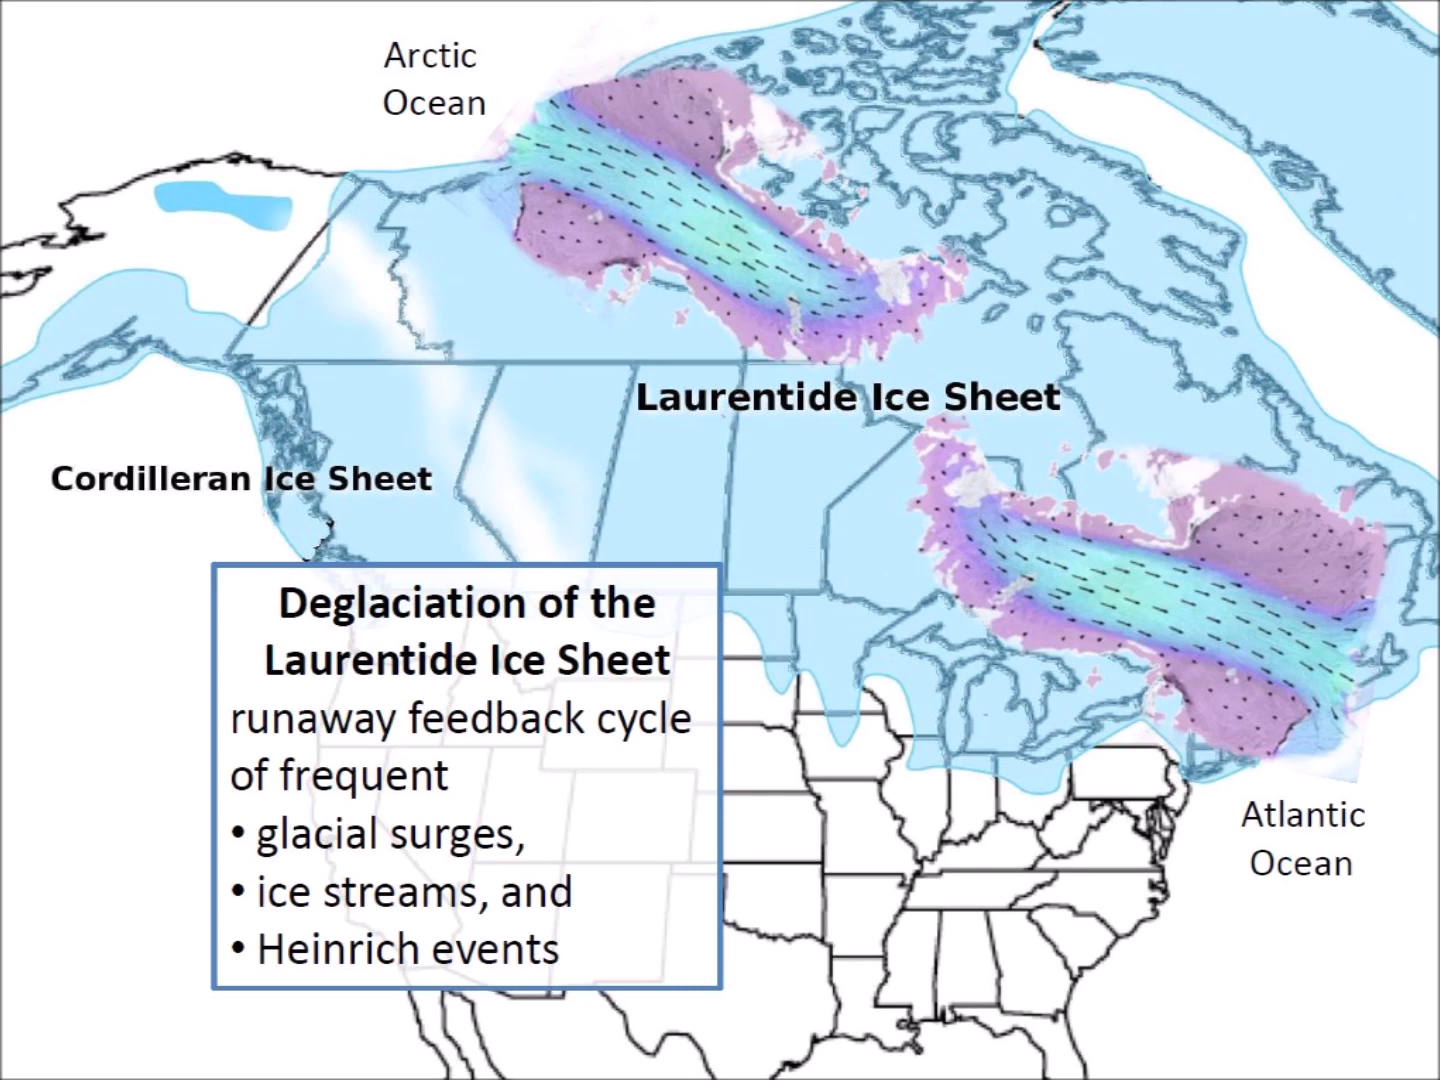 Arctic
Ocean
Laurentide Ice Sheet
Cordilleran Ice Sheet
Deglaciation of the
Laurentide Ice Sheet
runaway feedback cycle
of frequent
• glacial surges,
• ice streams, and
• Heinrich events
Atlantic
Ocean